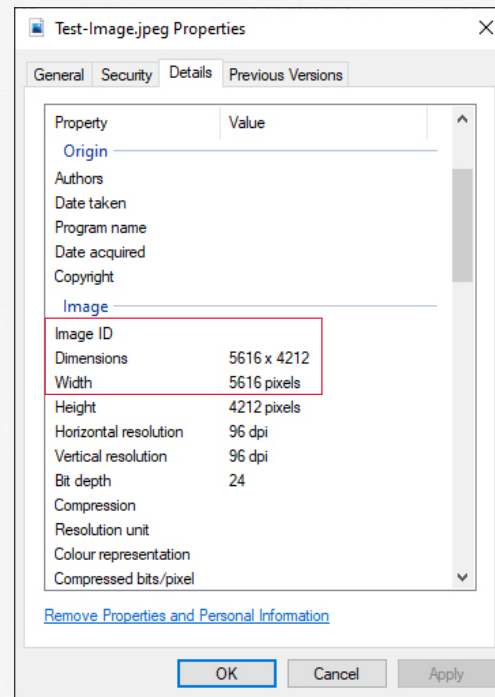 Test-Image.jpeg Properties
General Security Details Previous Versions
Property Value
Origin
Authors
Date taken
Program name
Date acquired
Copyright
Image
Image ID
Dimensions 5616 x 4212
Width 5616 pixels
Height 4212 pixels
Horizontal resolution 96 dpi
Vertical resolution 96 dpi
Bit depth 24
Compression
Resolution unit
Colour representation
Compressed bits/pixel
Remove Properties and Personal Information
OK Cancel Apply